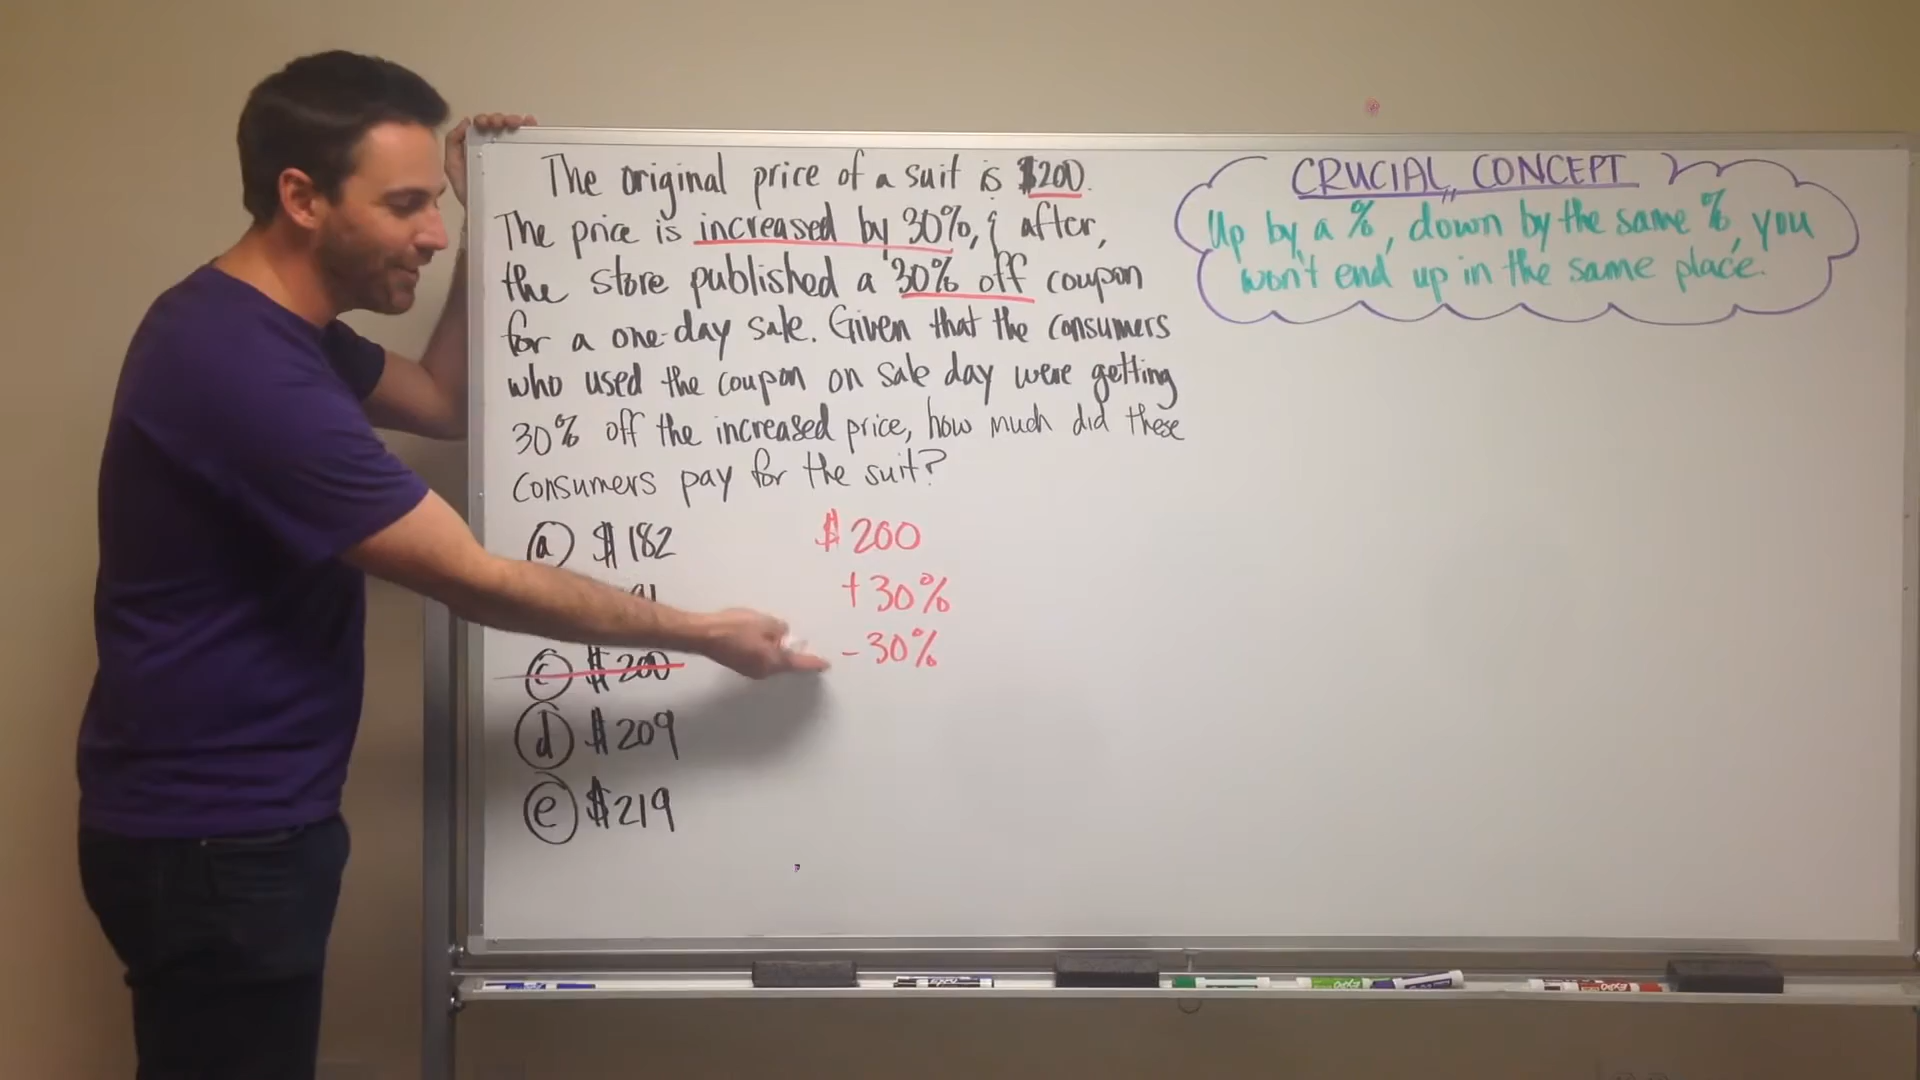 The original price of a suit is $200.
The price is increased by 30%, & after,
the store published a 30% off coupon
for a one-day sale. Given that the consumers
who used the coupon on sale day were getting
30% off the increased price, how much did these
consumers pay for the suit?
(a) $182
91
(c) $200
(d) $209
(e) $219
$200
+30%
-30%
CRUCIAL CONCEPT
Up by a %, down by the same %, you
won't end up in the same place.
expo
expo